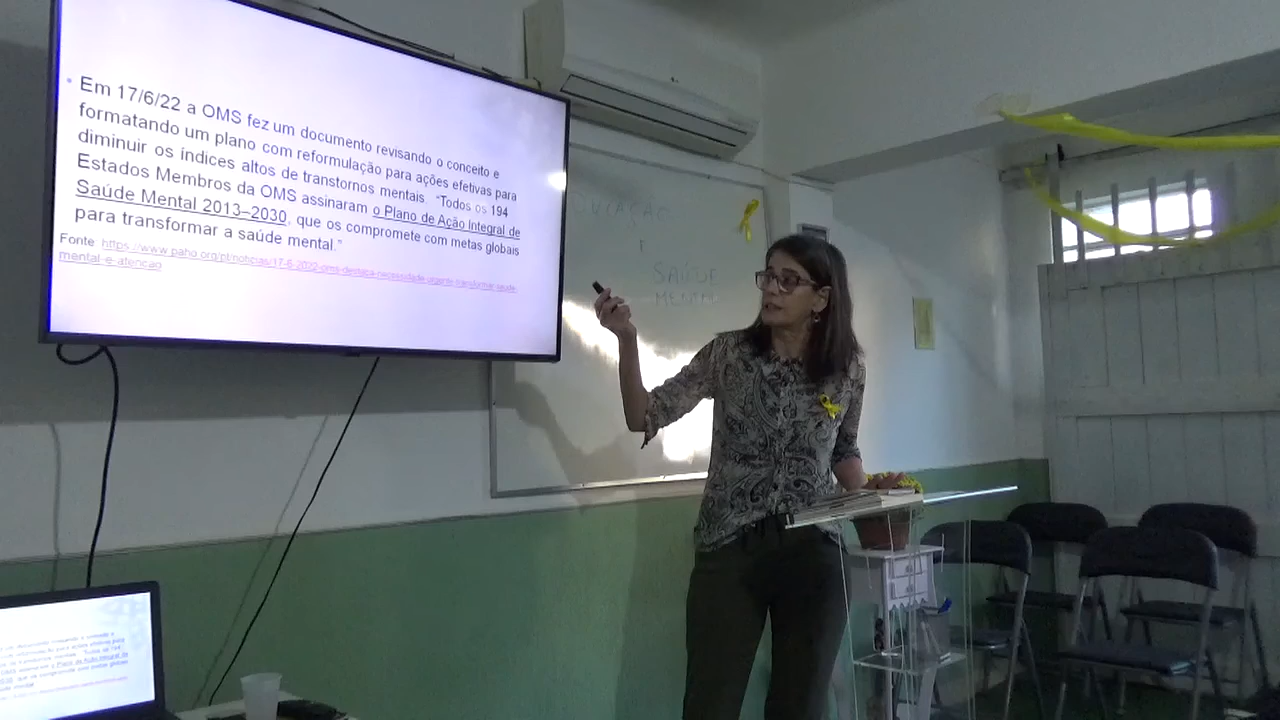 Em 17/6/22 a OMS fez um documento revisando o conceito e
formatando um plano com reformulação para ações efetivas para
diminuir os índices altos de transtornos mentais. "Todos os 194
Estados Membros da OMS assinaram o Plano de Ação Integral de
Saúde Mental 2013–2030, que os compromete com metas globais
para transformar a saúde mental."
Fonte: https://www.paho.org/pt/noticias/17-6-2022-oms-destaca-necessidade-urgente-transformar-saude-
mental-e-atencao
SAÚDE
MENTAL